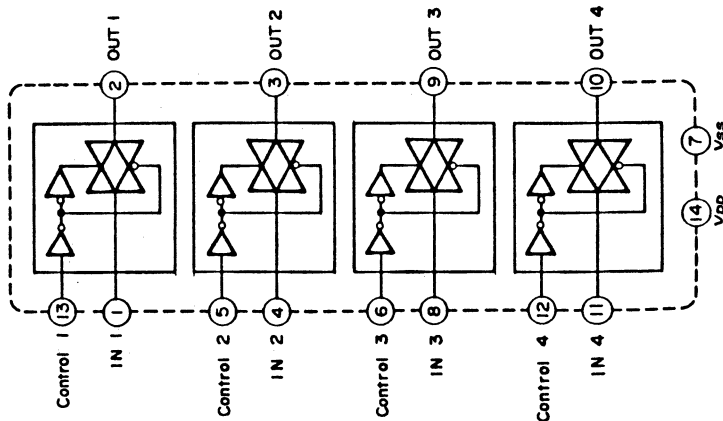 OUT 1
OUT 2
OUT 3
OUT 4
2
3
9
10
7
VSS
14
VDD
13
1
5
4
6
8
12
11
Control 1
IN 1
Control 2
IN 2
Control 3
IN 3
Control 4
IN 4